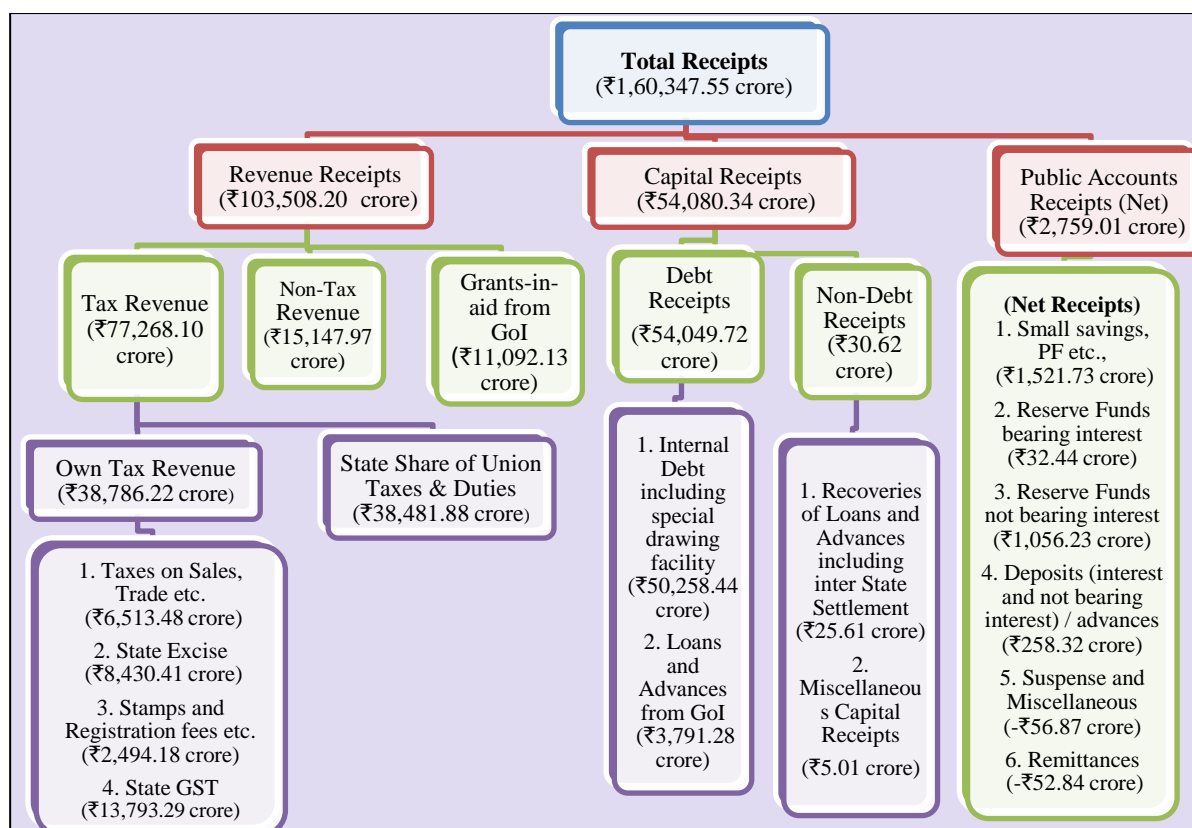 Total Receipts
(₹1,60,347.55 crore)
Revenue Receipts
(₹103,508.20 crore)
Capital Receipts
(₹54,080.34 crore)
Public Accounts
Receipts (Net)
(₹2,759.01 crore)
Tax Revenue
(₹77,268.10
crore)
Non-Tax
Revenue
(₹15,147.97
crore)
Grants-in-
aid from
GoI
(₹11,092.13
crore)
Debt
Receipts
(₹54,049.72
crore)
Non-Debt
Receipts
(₹30.62
crore)
Own Tax Revenue
(₹38,786.22 crore)
State Share of Union
Taxes & Duties
(₹38,481.88 crore)
1. Taxes on Sales,
Trade etc.
(₹6,513.48 crore)
2. State Excise
(₹8,430.41 crore)
3. Stamps and
Registration fees etc.
(₹2,494.18 crore)
4. State GST
(₹13,793.29 crore)
1. Internal
Debt
including
special
drawing
facility
(₹50,258.44
crore)
2. Loans
and
Advances
from GoI
(₹3,791.28
crore)
1. Recoveries
of Loans and
Advances
including
inter State
Settlement
(₹25.61 crore)
2.
Miscellaneou
s Capital
Receipts
(₹5.01 crore)
(Net Receipts)
1. Small savings,
PF etc.,
(₹1,521.73 crore)
2. Reserve Funds
bearing interest
(₹32.44 crore)
3. Reserve Funds
not bearing interest
(₹1,056.23 crore)
4. Deposits (interest
and not bearing
interest) / advances
(₹258.32 crore)
5. Suspense and
Miscellaneous
(-₹56.87 crore)
6. Remittances
(-₹52.84 crore)